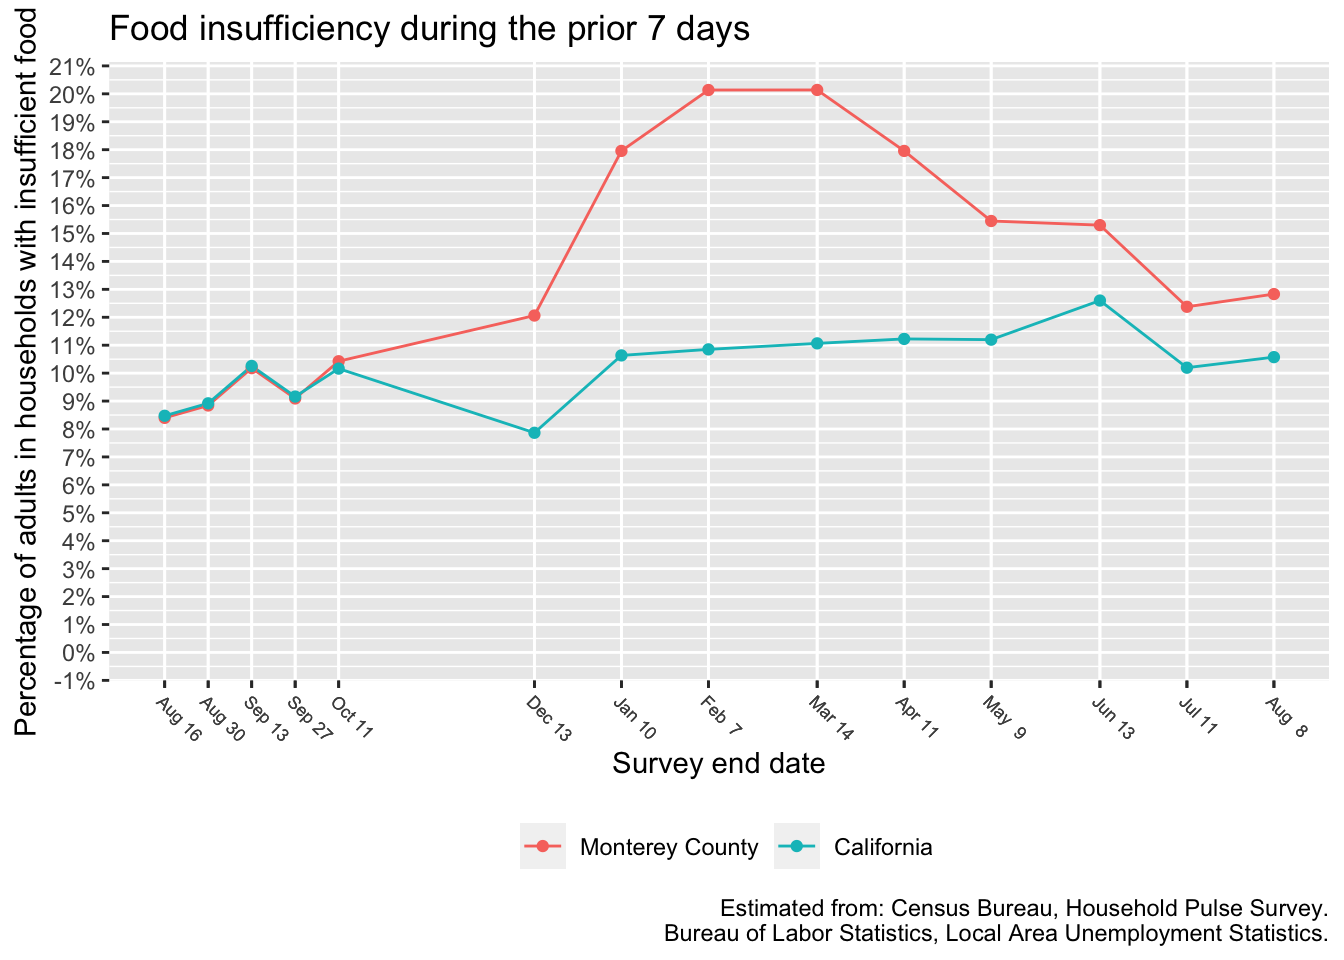 Food insufficiency during the prior 7 days
Percentage of adults in households with insufficient food
21%
20%
19%
18%
17%
16%
15%
14%
13%
12%
11%
10%
9%
8%
7%
6%
5%
4%
3%
2%
1%
0%
-1%
Aug 16
Aug 30
Sep 13
Sep 27
Oct 11
Dec 13
Jan 10
Feb 7
Mar 14
Apr 11
May 9
Jun 13
Jul 11
Aug 8
Survey end date
Monterey County
California
Estimated from: Census Bureau, Household Pulse Survey.
Bureau of Labor Statistics, Local Area Unemployment Statistics.